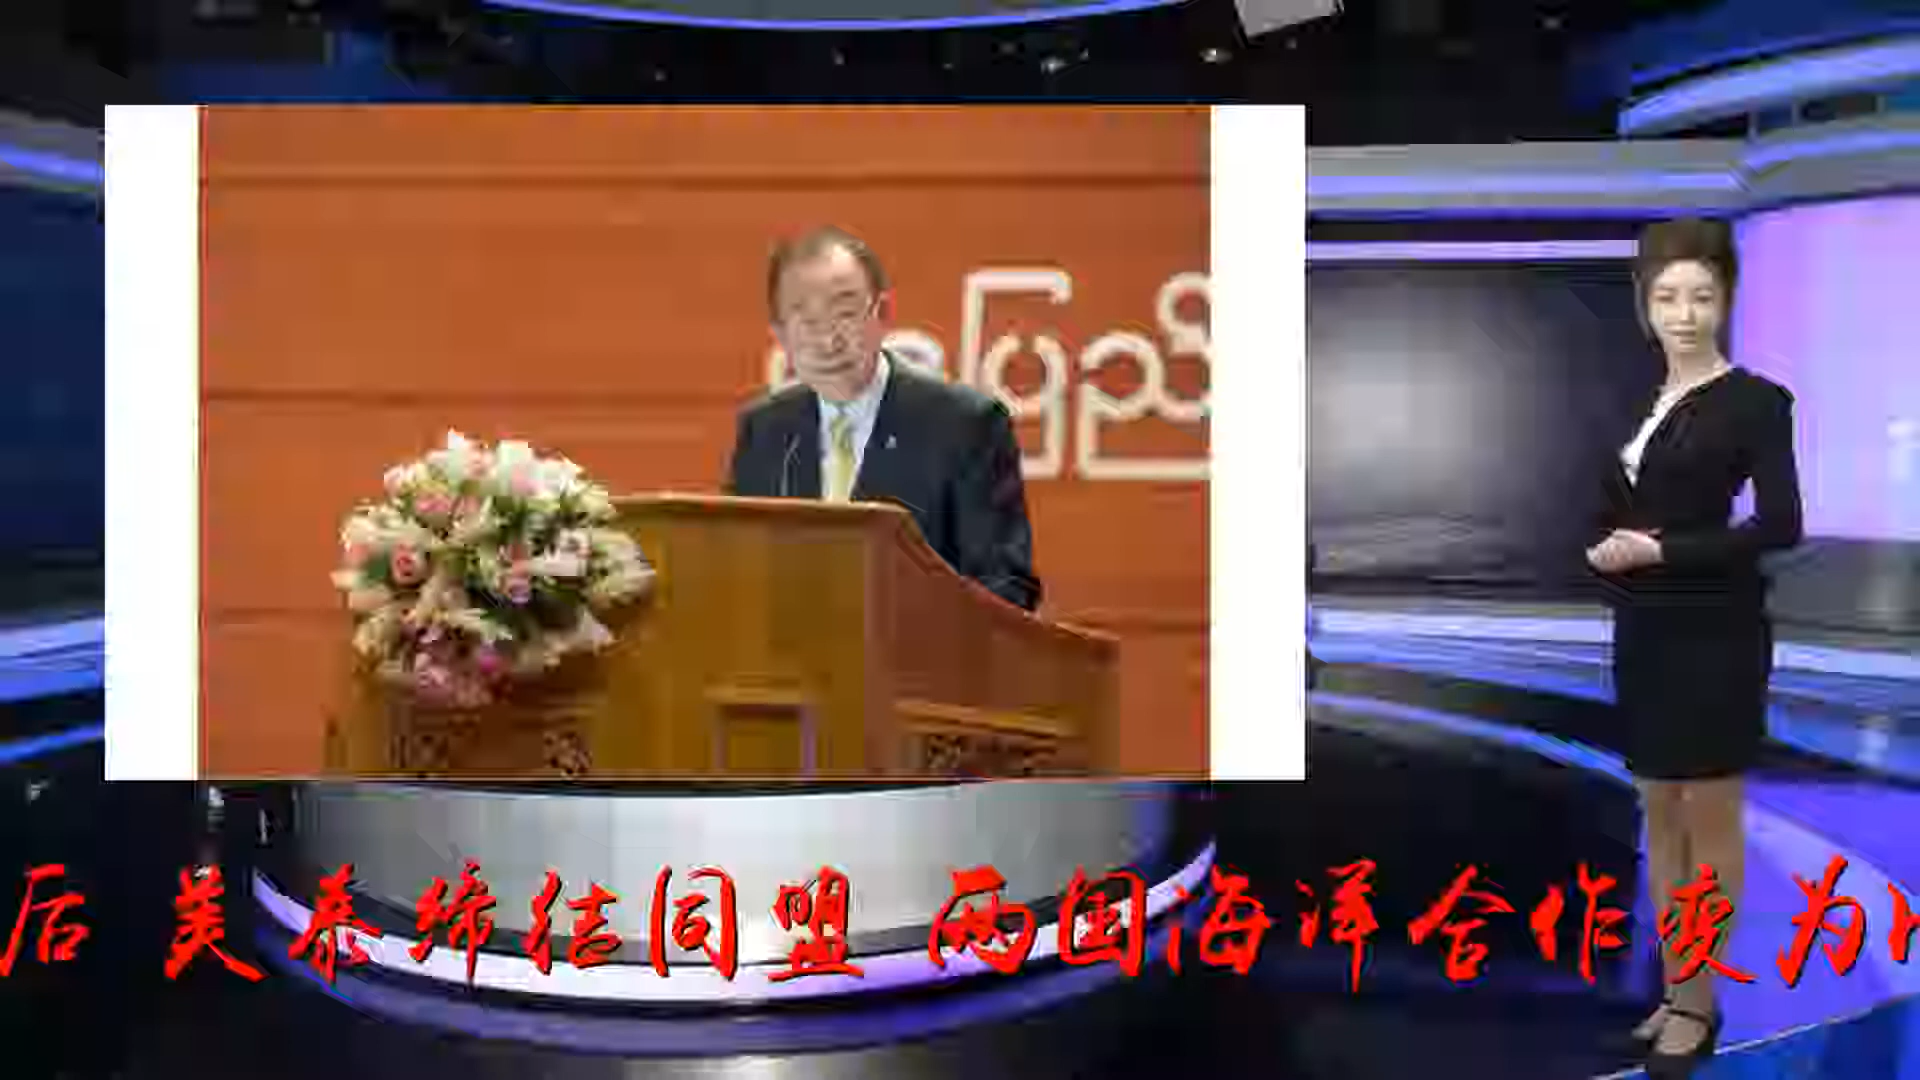 后 美泰缔结同盟 两国海洋合作变为